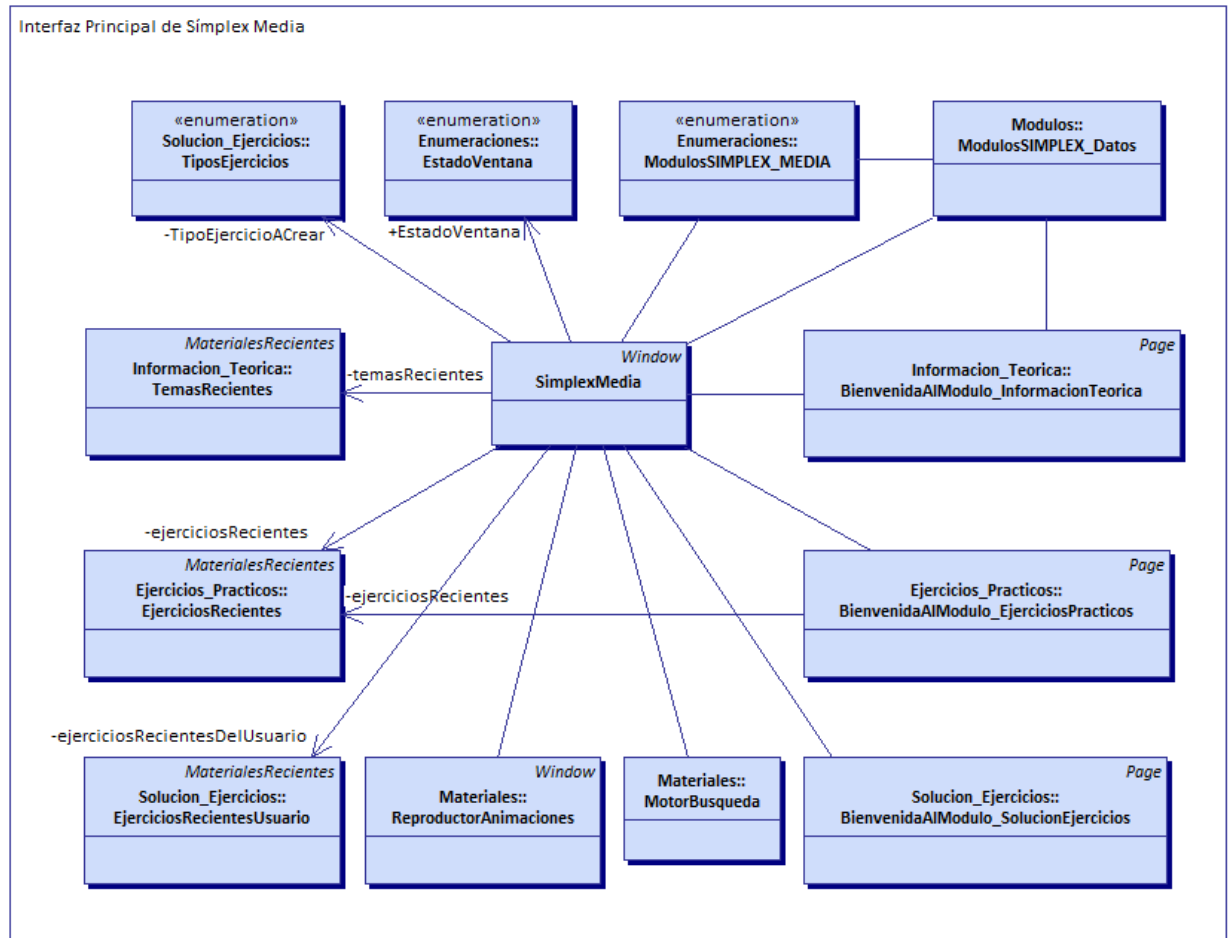 Interfaz Principal de Símplex Media
«enumeration»
Solucion_Ejercicios::
TiposEjercicios
«enumeration»
Enumeraciones::
EstadoVentana
«enumeration»
Enumeraciones::
ModulosSIMPLEX_MEDIA
Modulos::
ModulosSIMPLEX_Datos
-TipoEjercicioACrear
+EstadoVentana
MaterialesRecientes
Informacion_Teorica::
TemasRecientes
-temasRecientes
Window
SimplexMedia
Page
Informacion_Teorica::
BienvenidaAlModulo_InformacionTeorica
-ejerciciosRecientes
MaterialesRecientes
Ejercicios_Practicos::
EjerciciosRecientes
-ejerciciosRecientes
Page
Ejercicios_Practicos::
BienvenidaAlModulo_EjerciciosPracticos
-ejerciciosRecientesDelUsuario
MaterialesRecientes
Solucion_Ejercicios::
EjerciciosRecientesUsuario
Window
Materiales::
ReproductorAnimaciones
Materiales::
MotorBusqueda
Page
Solucion_Ejercicios::
BienvenidaAlModulo_SolucionEjercicios